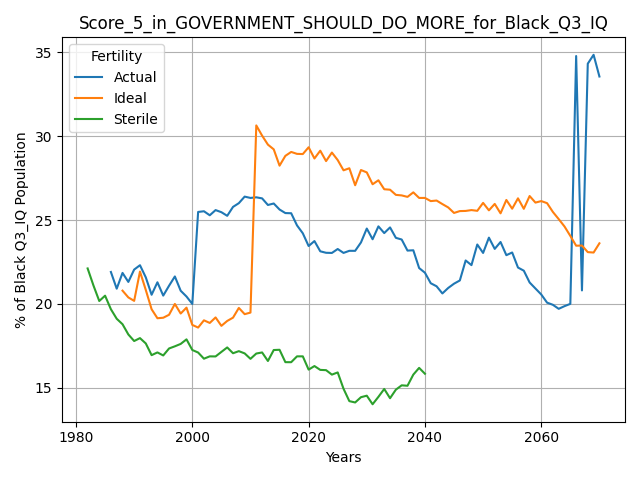 Score_5_in_GOVERNMENT_SHOULD_DO_MORE_for_Black_Q3_IQ
% of Black Q3_IQ Population
35
30
25
20
15
Fertility
Actual
Ideal
Sterile
1980
2000
2020
2040
2060
Years